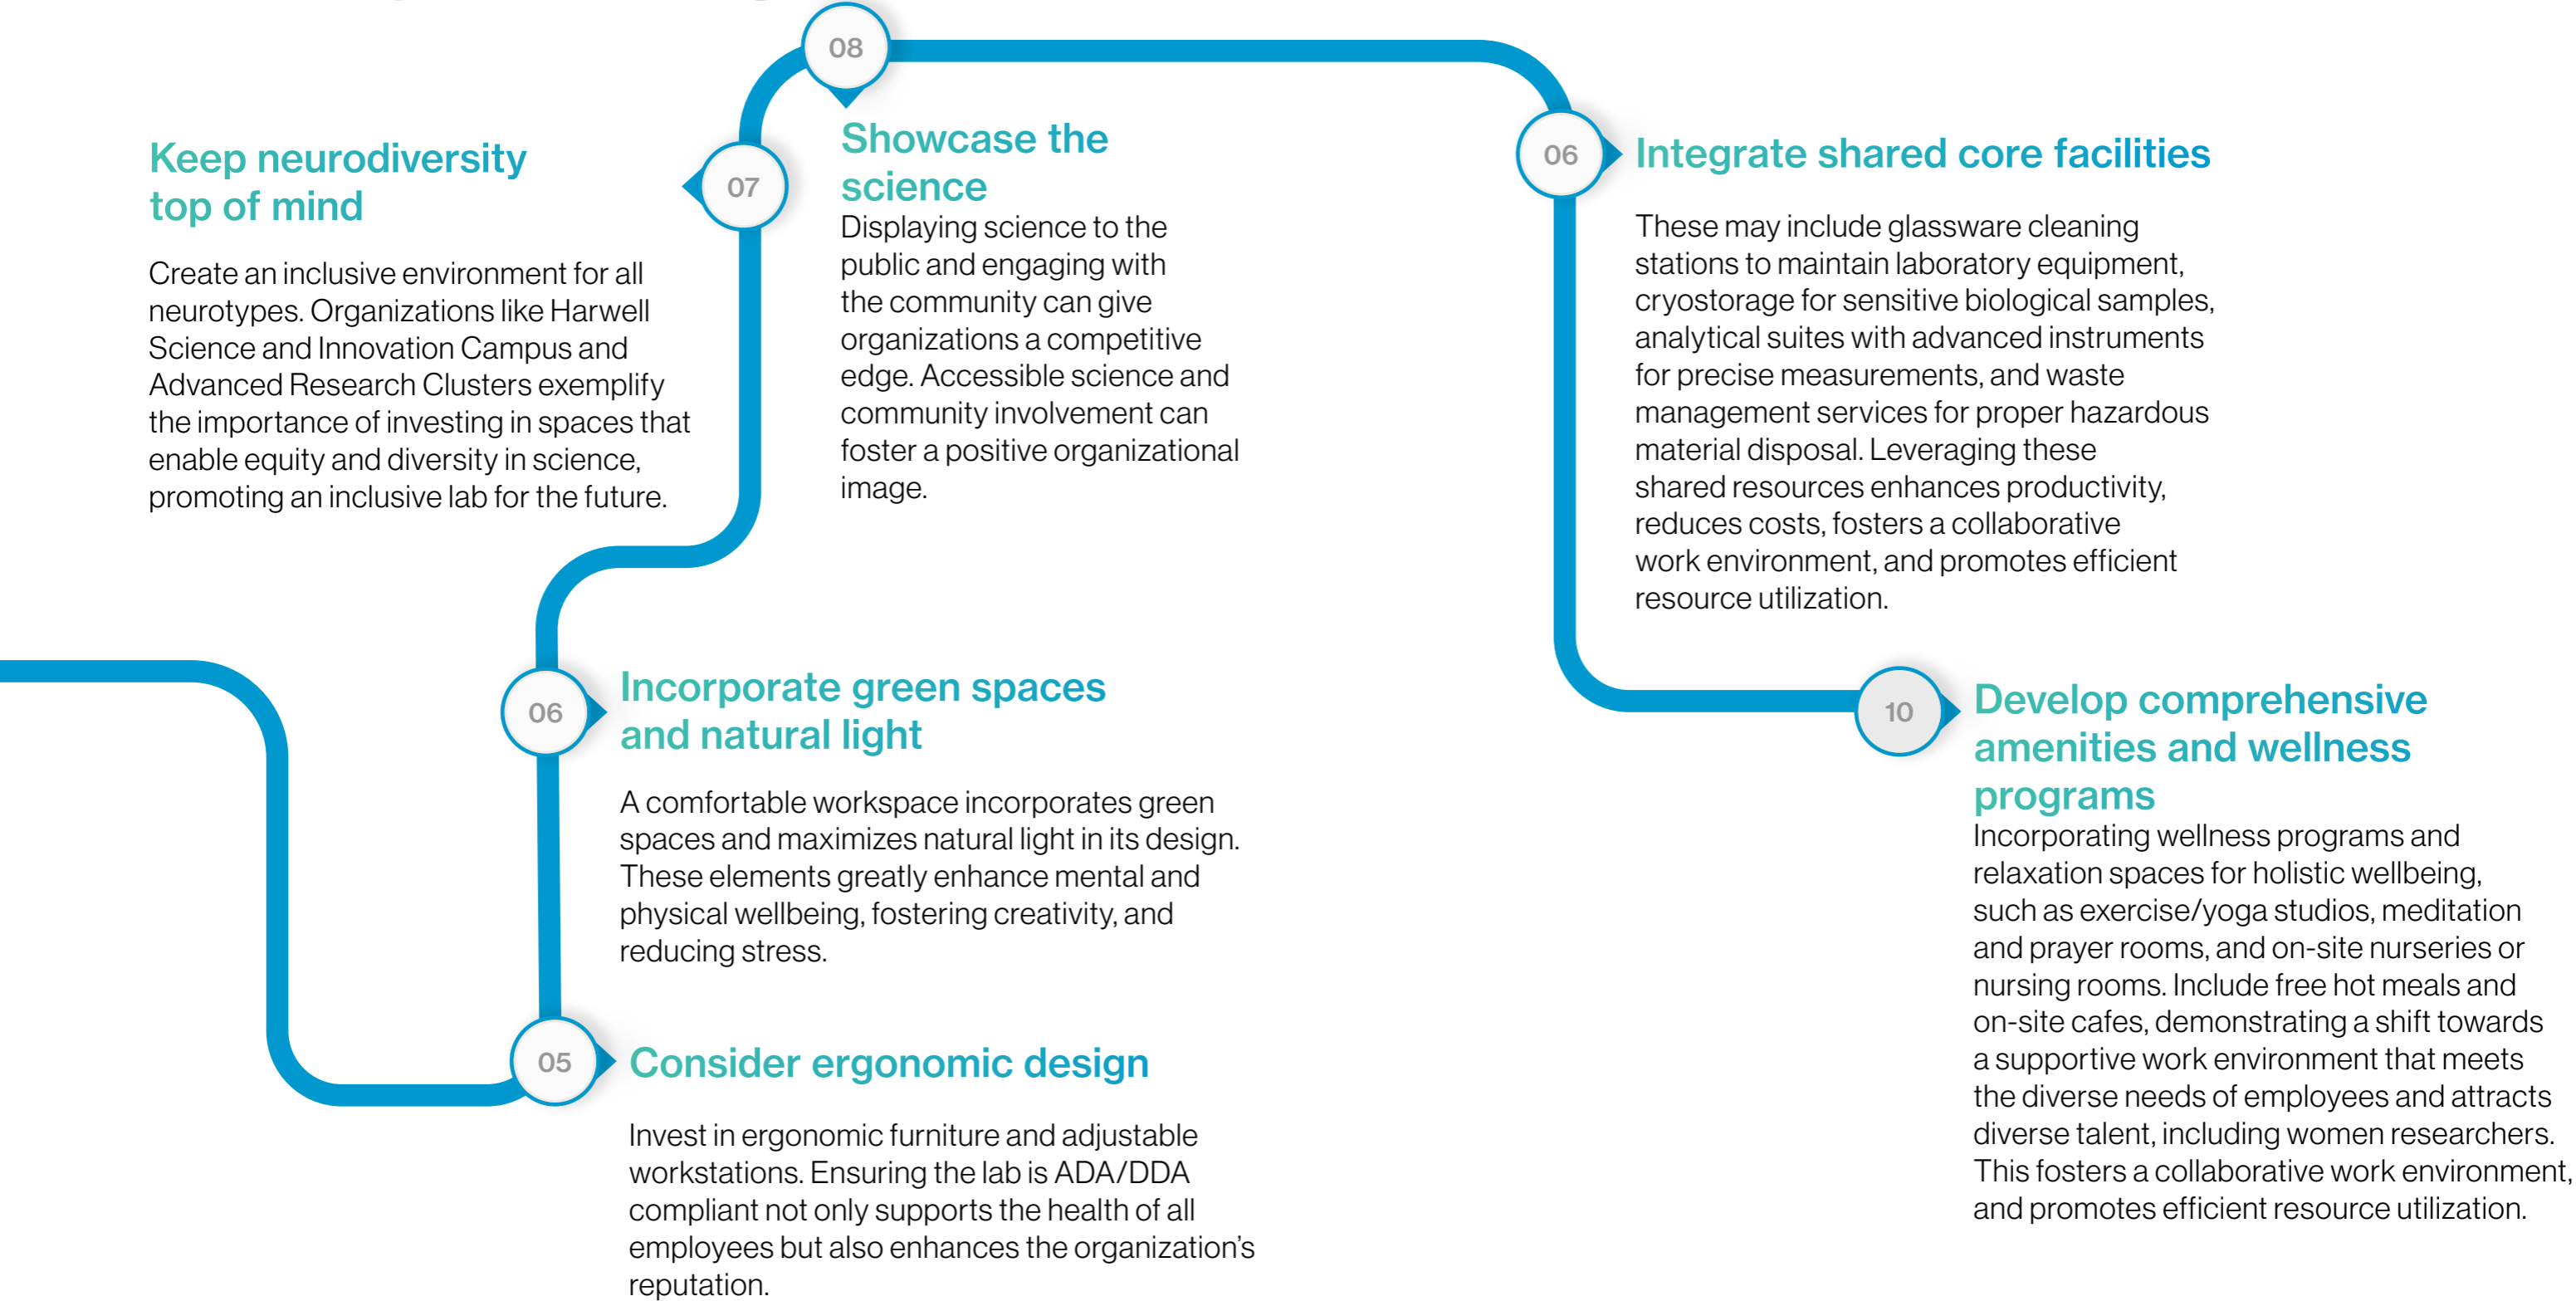 05
Consider ergonomic design
Invest in ergonomic furniture and adjustable
workstations. Ensuring the lab is ADA/DDA
compliant not only supports the health of all
employees but also enhances the organization's
reputation.
06
Incorporate green spaces
and natural light
A comfortable workspace incorporates green
spaces and maximizes natural light in its design.
These elements greatly enhance mental and
physical wellbeing, fostering creativity, and
reducing stress.
07
Keep neurodiversity
top of mind
Create an inclusive environment for all
neurotypes. Organizations like Harwell
Science and Innovation Campus and
Advanced Research Clusters exemplify
the importance of investing in spaces that
enable equity and diversity in science,
promoting an inclusive lab for the future.
08
Showcase the
science
Displaying science to the
public and engaging with
the community can give
organizations a competitive
edge. Accessible science and
community involvement can
foster a positive organizational
image.
06
Integrate shared core facilities
These may include glassware cleaning
stations to maintain laboratory equipment,
cryostorage for sensitive biological samples,
analytical suites with advanced instruments
for precise measurements, and waste
management services for proper hazardous
material disposal. Leveraging these
shared resources enhances productivity,
reduces costs, fosters a collaborative
work environment, and promotes efficient
resource utilization.
10
Develop comprehensive
amenities and wellness
programs
Incorporating wellness programs and
relaxation spaces for holistic wellbeing,
such as exercise/yoga studios, meditation
and prayer rooms, and on-site nurseries or
nursing rooms. Include free hot meals and
on-site cafes, demonstrating a shift towards
a supportive work environment that meets
the diverse needs of employees and attracts
diverse talent, including women researchers.
This fosters a collaborative work environment,
and promotes efficient resource utilization.